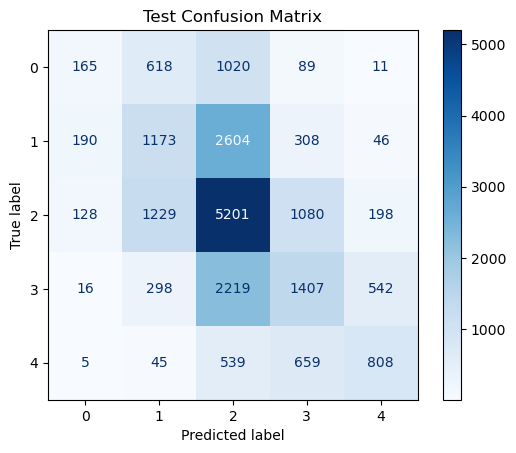 Test Confusion Matrix
True label
0 165 618 1020 89 11
1 190 1173 2604 308 46
2 128 1229 5201 1080 198
3 16 298 2219 1407 542
4 5 45 539 659 808
0 1 2 3 4
Predicted label
5000
4000
3000
2000
1000